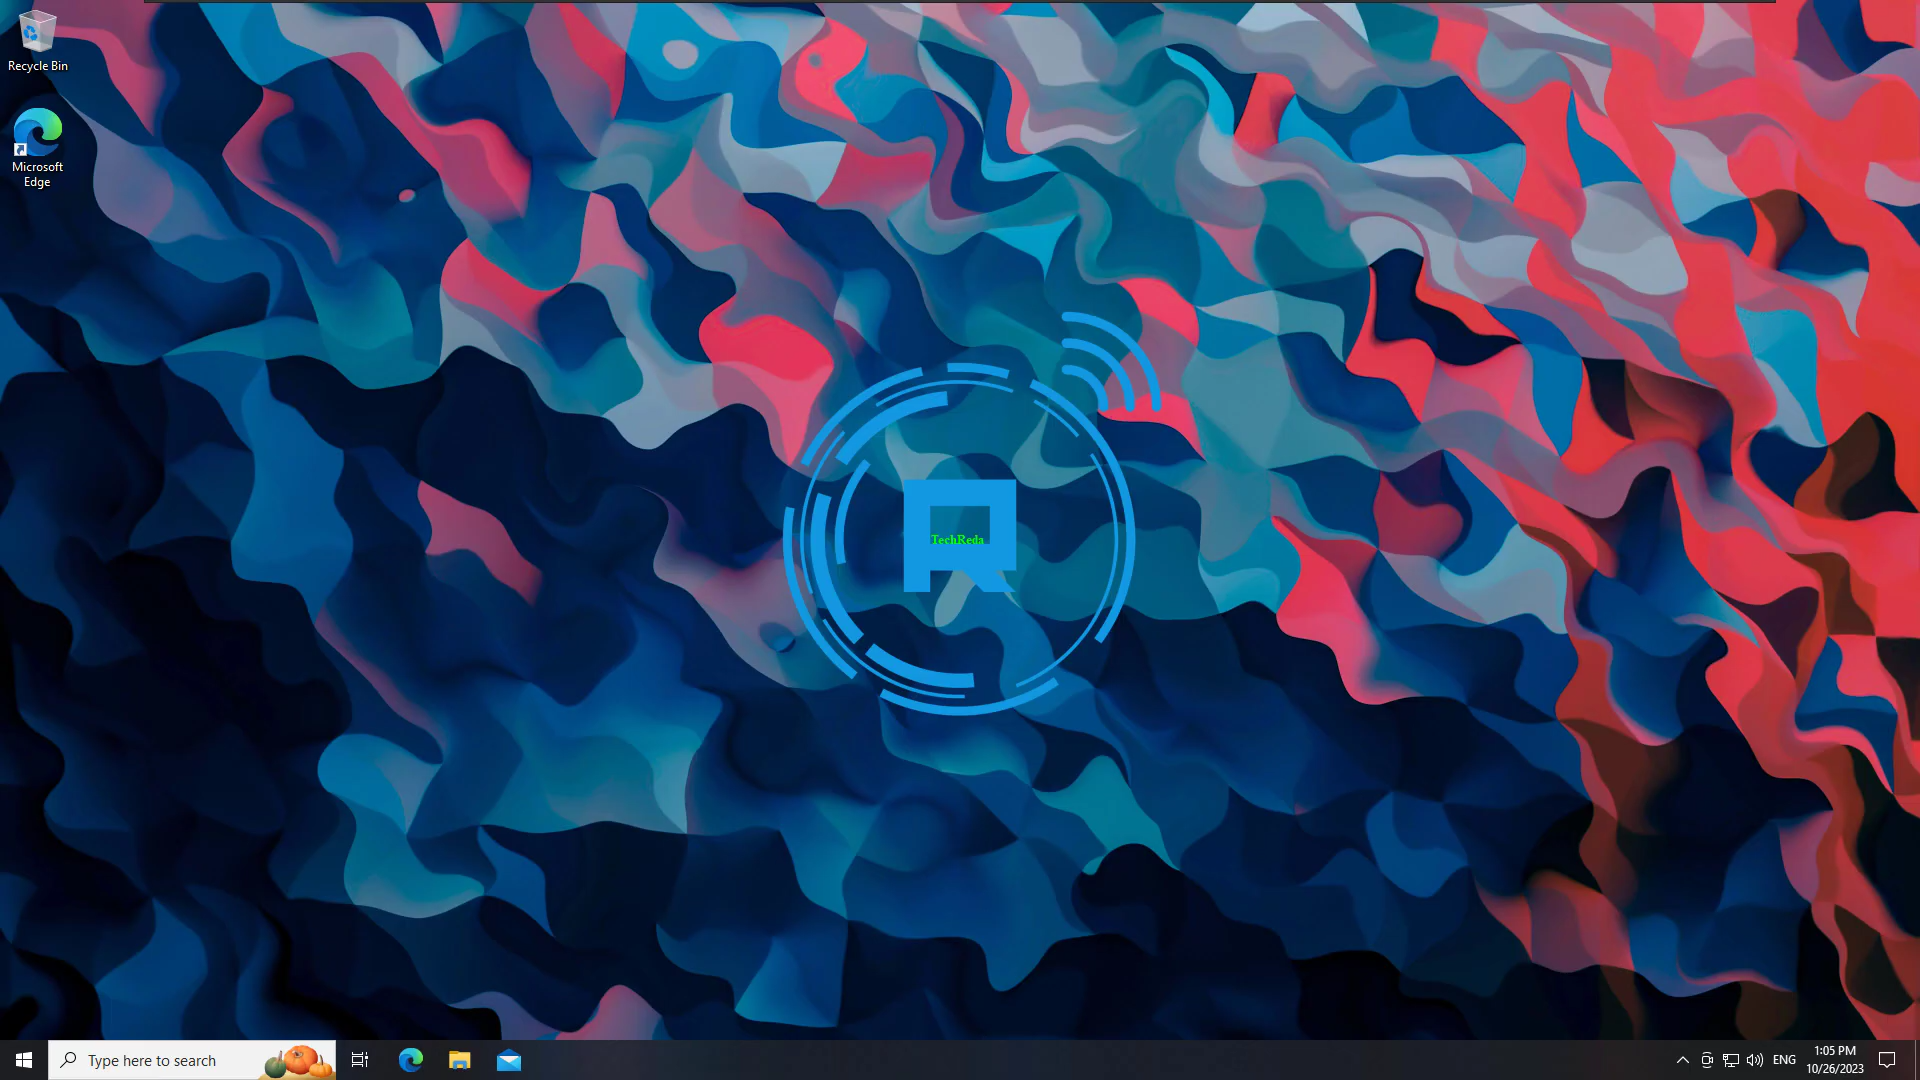 Recycle Bin
Microsoft
Edge
TechReda
Type here to search
ENG
1:05 PM
10/26/2023